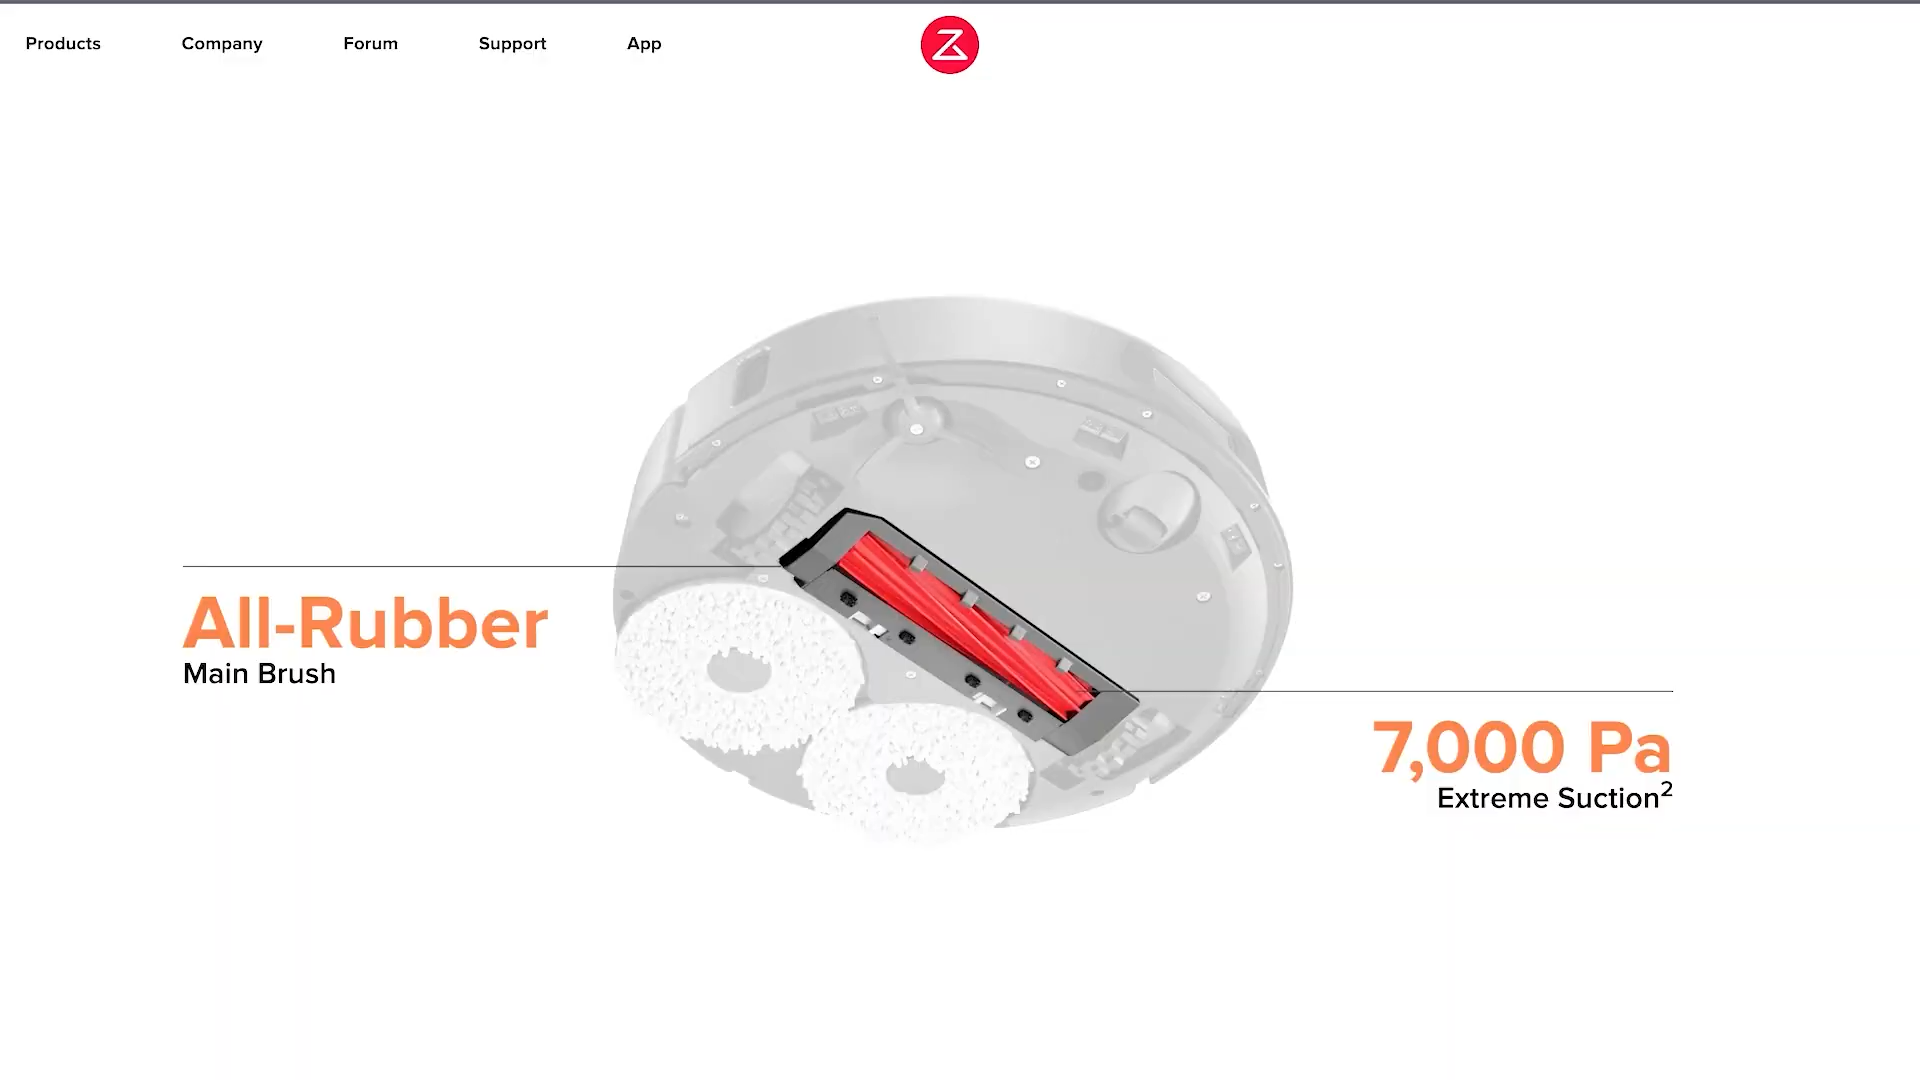 Products
Company
Forum
Support
App
All-Rubber
Main Brush
7,000 Pa
Extreme Suction²